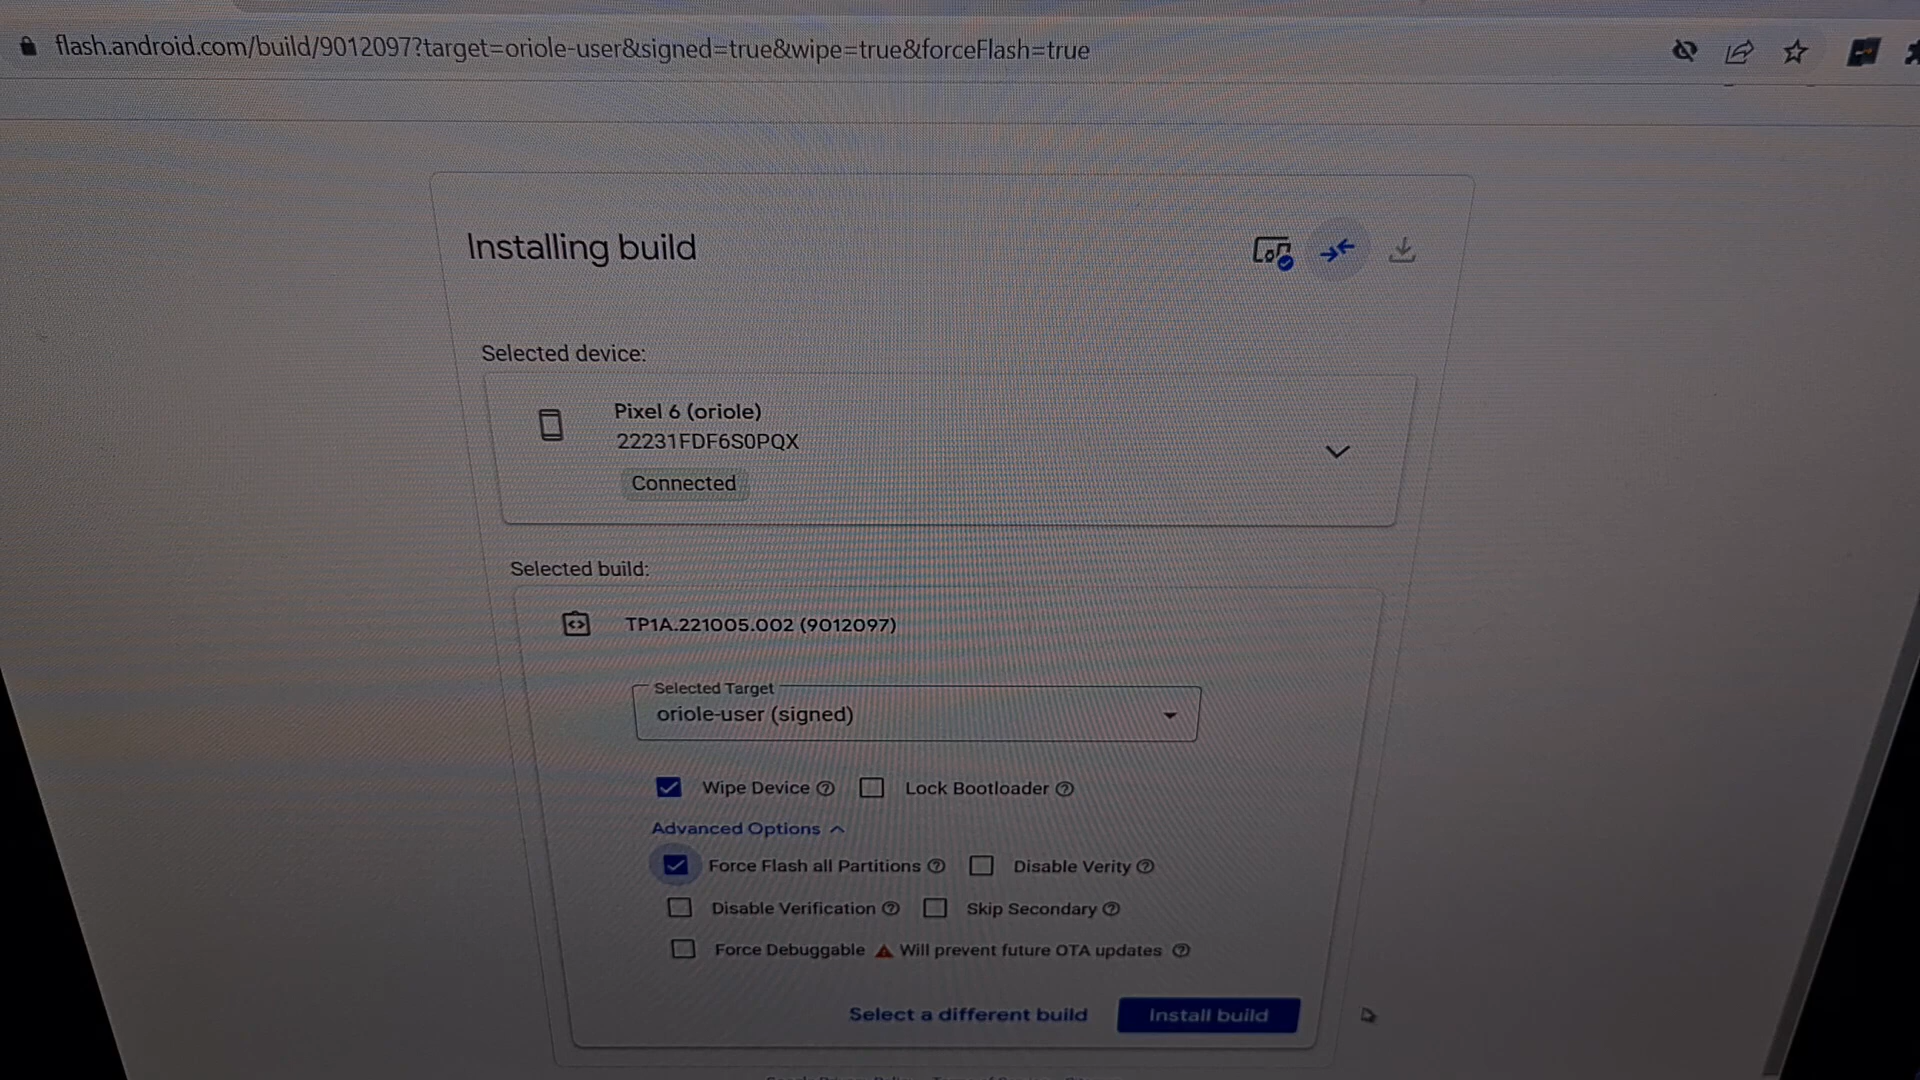 flash.android.com/build/9012097?target=oriole-user&signed=true&wipe=true&forceFlash=true
Installing build
Selected device:
Pixel 6 (oriole)
22231FDF6S0PQX
Connected
Selected build:
TP1A.221005.002 (9012097)
Selected Target
oriole-user (signed)
Wipe Device Lock Bootloader
Advanced Options
Force Flash all Partitions Disable Verity
Disable Verification Skip Secondary
Force Debuggable Will prevent future OTA updates
Select a different build Install build